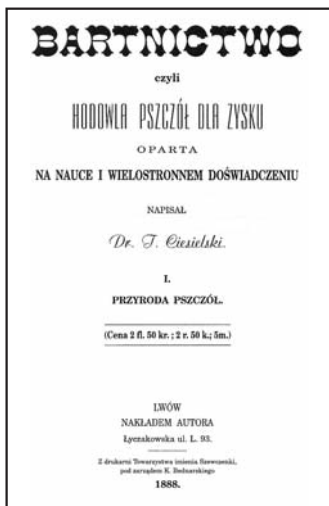 BARTNICTWO
czyli
HODOWLA PSZCZÓŁ DLA ZYSKU
OPARTA
NA NAUCE I WIELOSTRONNEM DOŚWIADCZENIU
NAPISAŁ
Dr. T. Ciesielski.
I.
PRZYRODA PSZCZÓŁ.
(Cena 2 fl. 50 kr.; 2 r. 50 k.; 5m.)
LWÓW
NAKŁADEM AUTORA
Łyczakowska ul. L. 93.
Z drukarni Towarzystwa imienia Szewczenki,
pod zarządem K. Bednarskiego
1888.